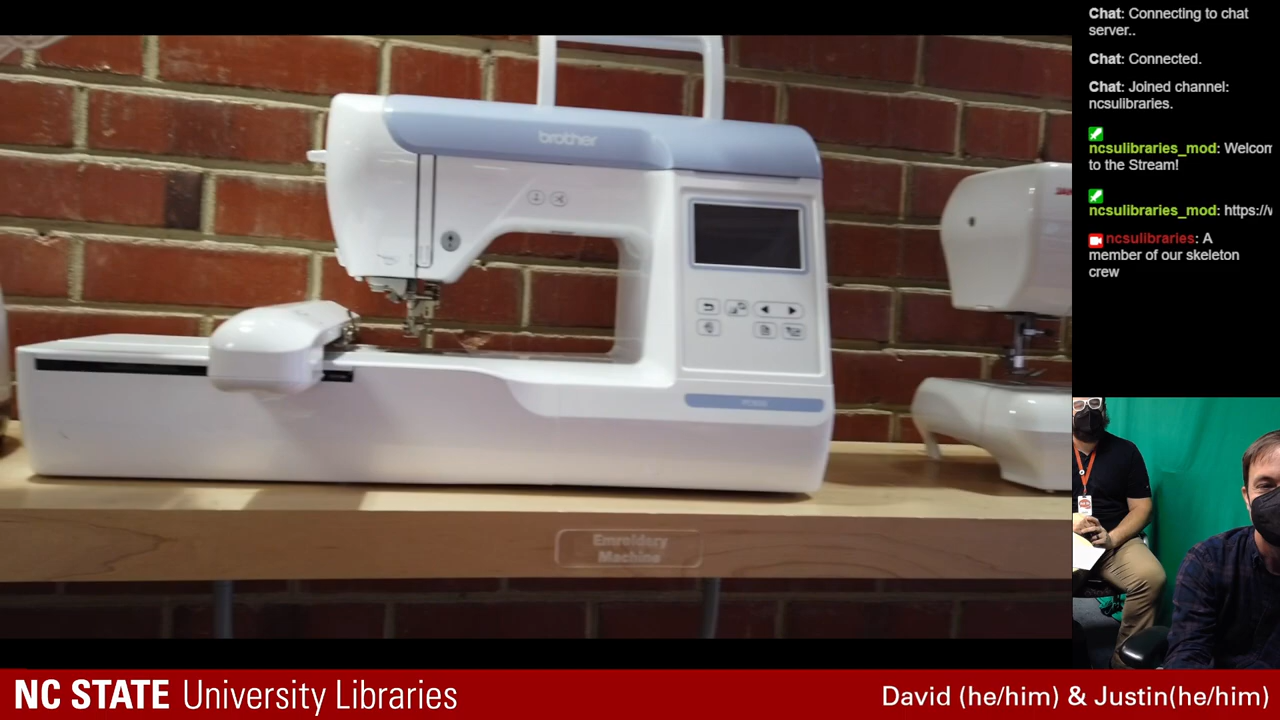 brother
Emroidery
Machine
Chat: Connecting to chat
server..
Chat: Connected.
Chat: Joined channel:
ncsulibraries.
ncsulibraries_mod: Welcom
to the Stream!
ncsulibraries_mod: https://
ncsulibraries: A
member of our skeleton
crew
NC STATE University Libraries
David (he/him) & Justin(he/him)